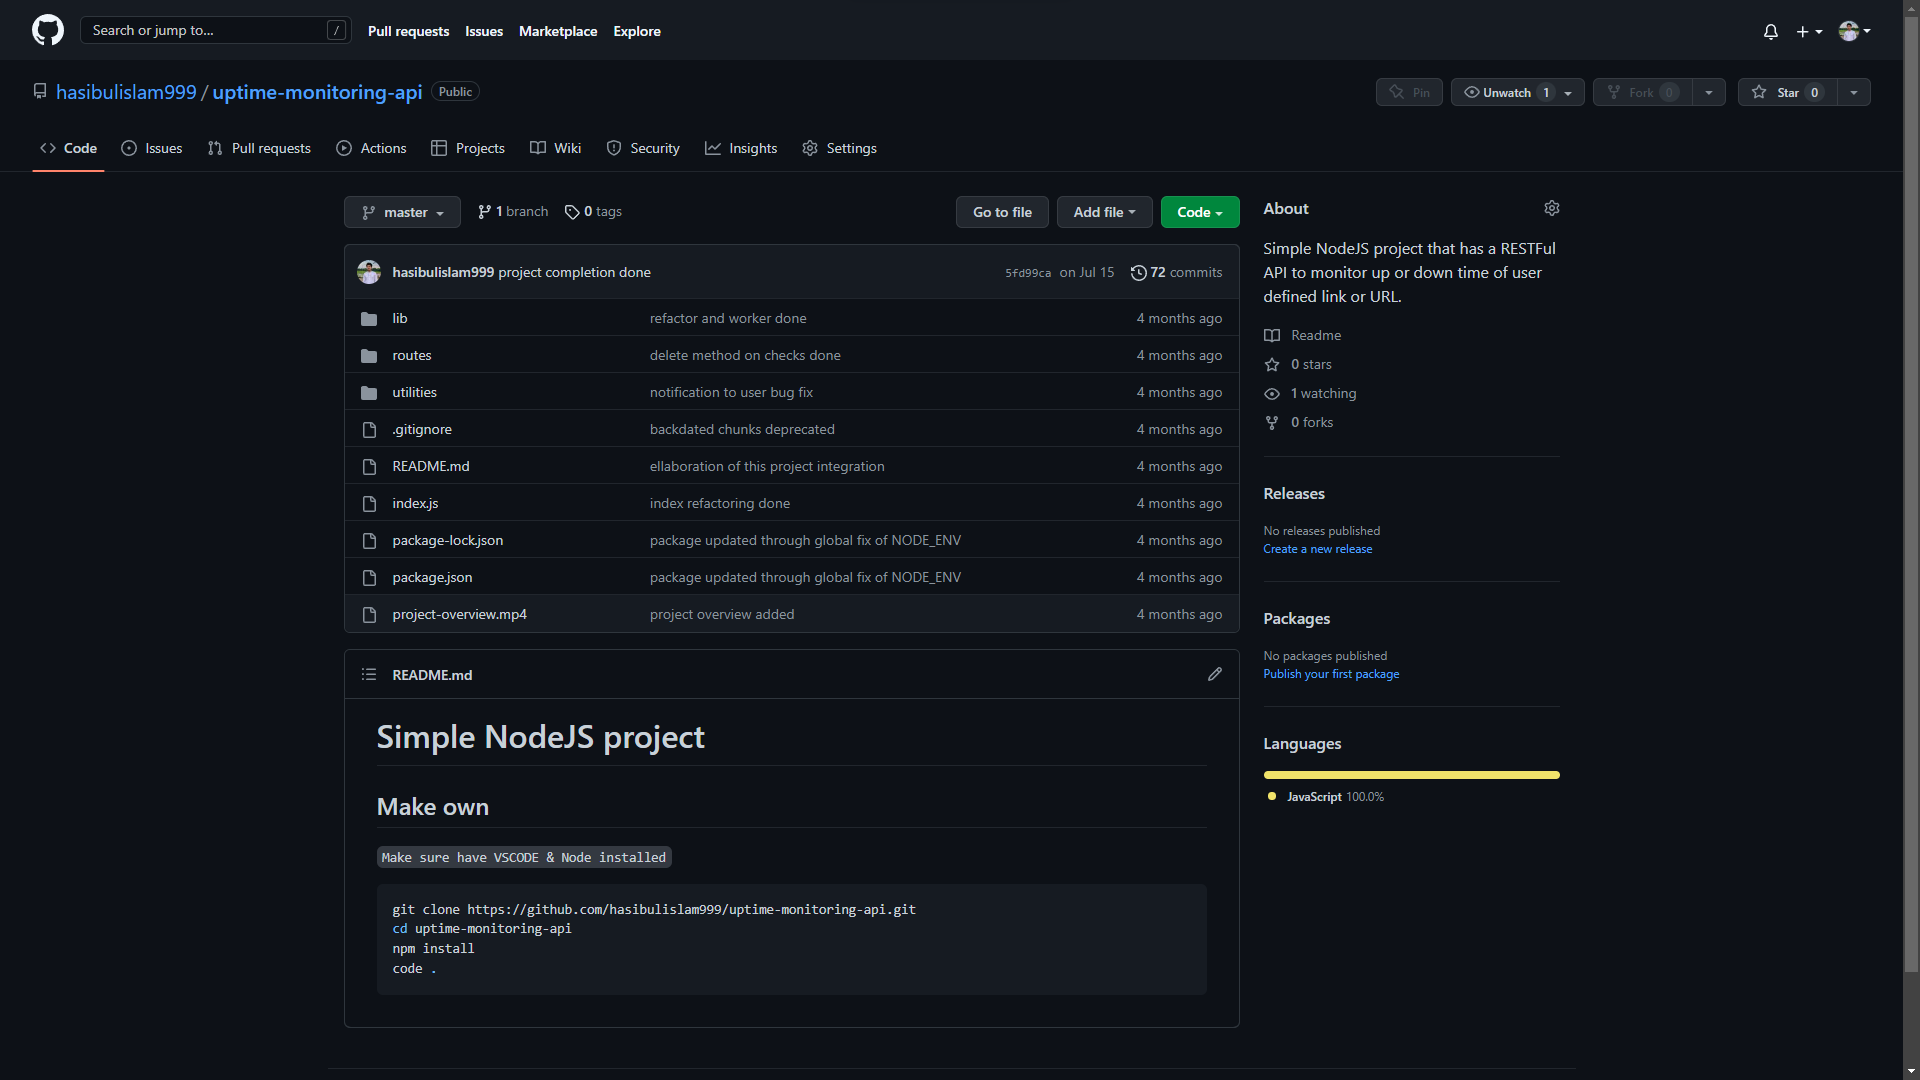 Search or jump to... /
Pull requests Issues Marketplace Explore
hasibulislam999 / uptime-monitoring-api Public
Pin Unwatch 1 Fork 0 Star 0
Code Issues Pull requests Actions Projects Wiki Security Insights Settings
master 1 branch 0 tags Go to file Add file Code
hasibulislam999 project completion done 5fd99ca on Jul 15 72 commits
lib refactor and worker done 4 months ago
routes delete method on checks done 4 months ago
utilities notification to user bug fix 4 months ago
.gitignore backdated chunks deprecated 4 months ago
README.md ellaboration of this project integration 4 months ago
index.js index refactoring done 4 months ago
package-lock.json package updated through global fix of NODE_ENV 4 months ago
package.json package updated through global fix of NODE_ENV 4 months ago
project-overview.mp4 project overview added 4 months ago
README.md
Simple NodeJS project
Make own
Make sure have VSCODE & Node installed
git clone https://github.com/hasibulislam999/uptime-monitoring-api.git
cd uptime-monitoring-api
npm install
code .
About
Simple NodeJS project that has a RESTFul
API to monitor up or down time of user
defined link or URL.
Readme
0 stars
1 watching
0 forks
Releases
No releases published
Create a new release
Packages
No packages published
Publish your first package
Languages
JavaScript 100.0%